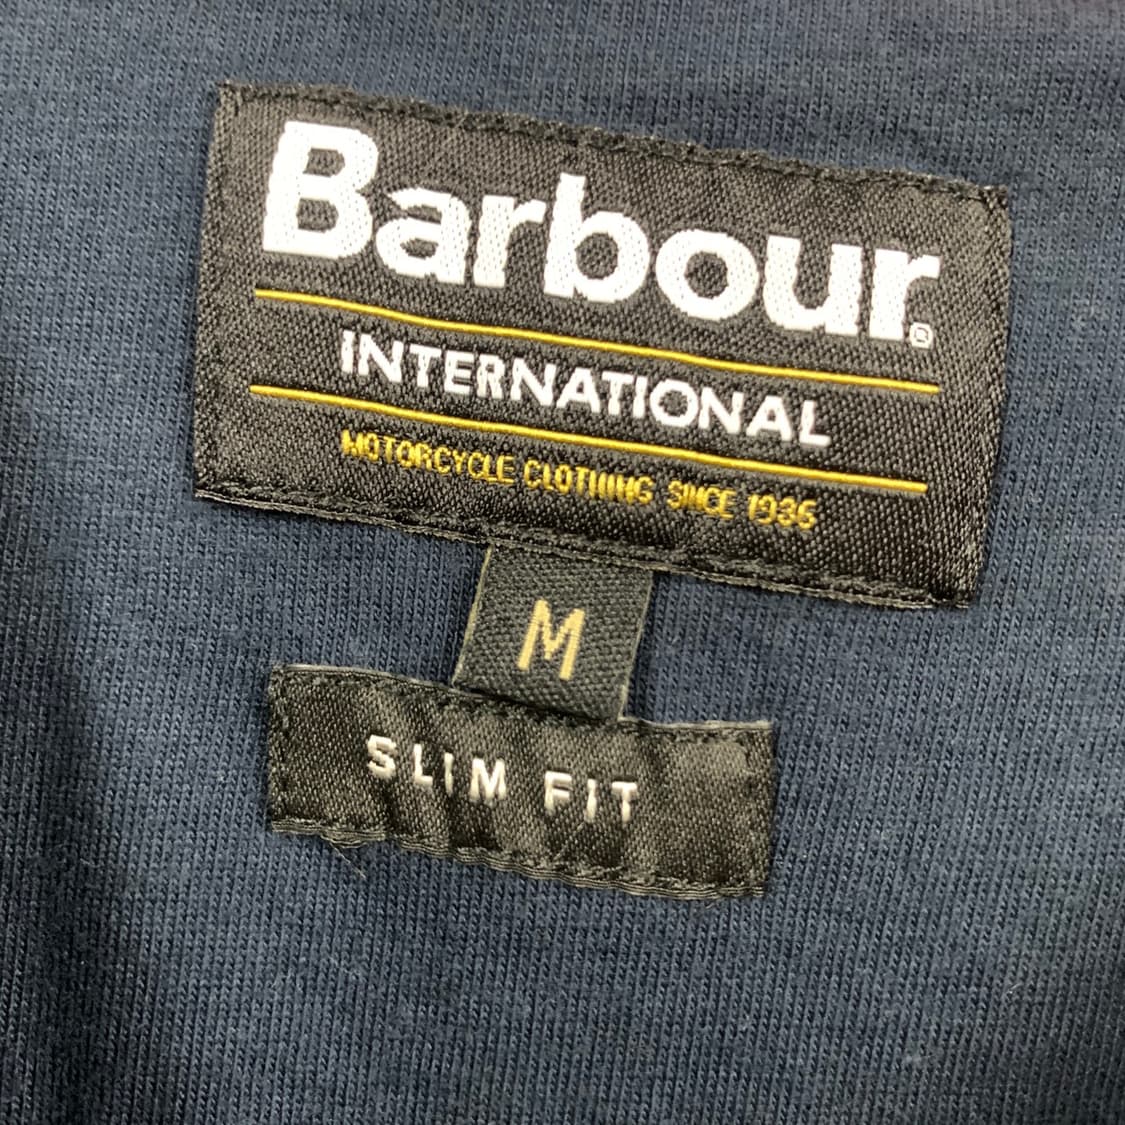 Barbour®
INTERNATIONAL
MOTORCYCLE CLOTHING SINCE 1936
M
SLIM FIT